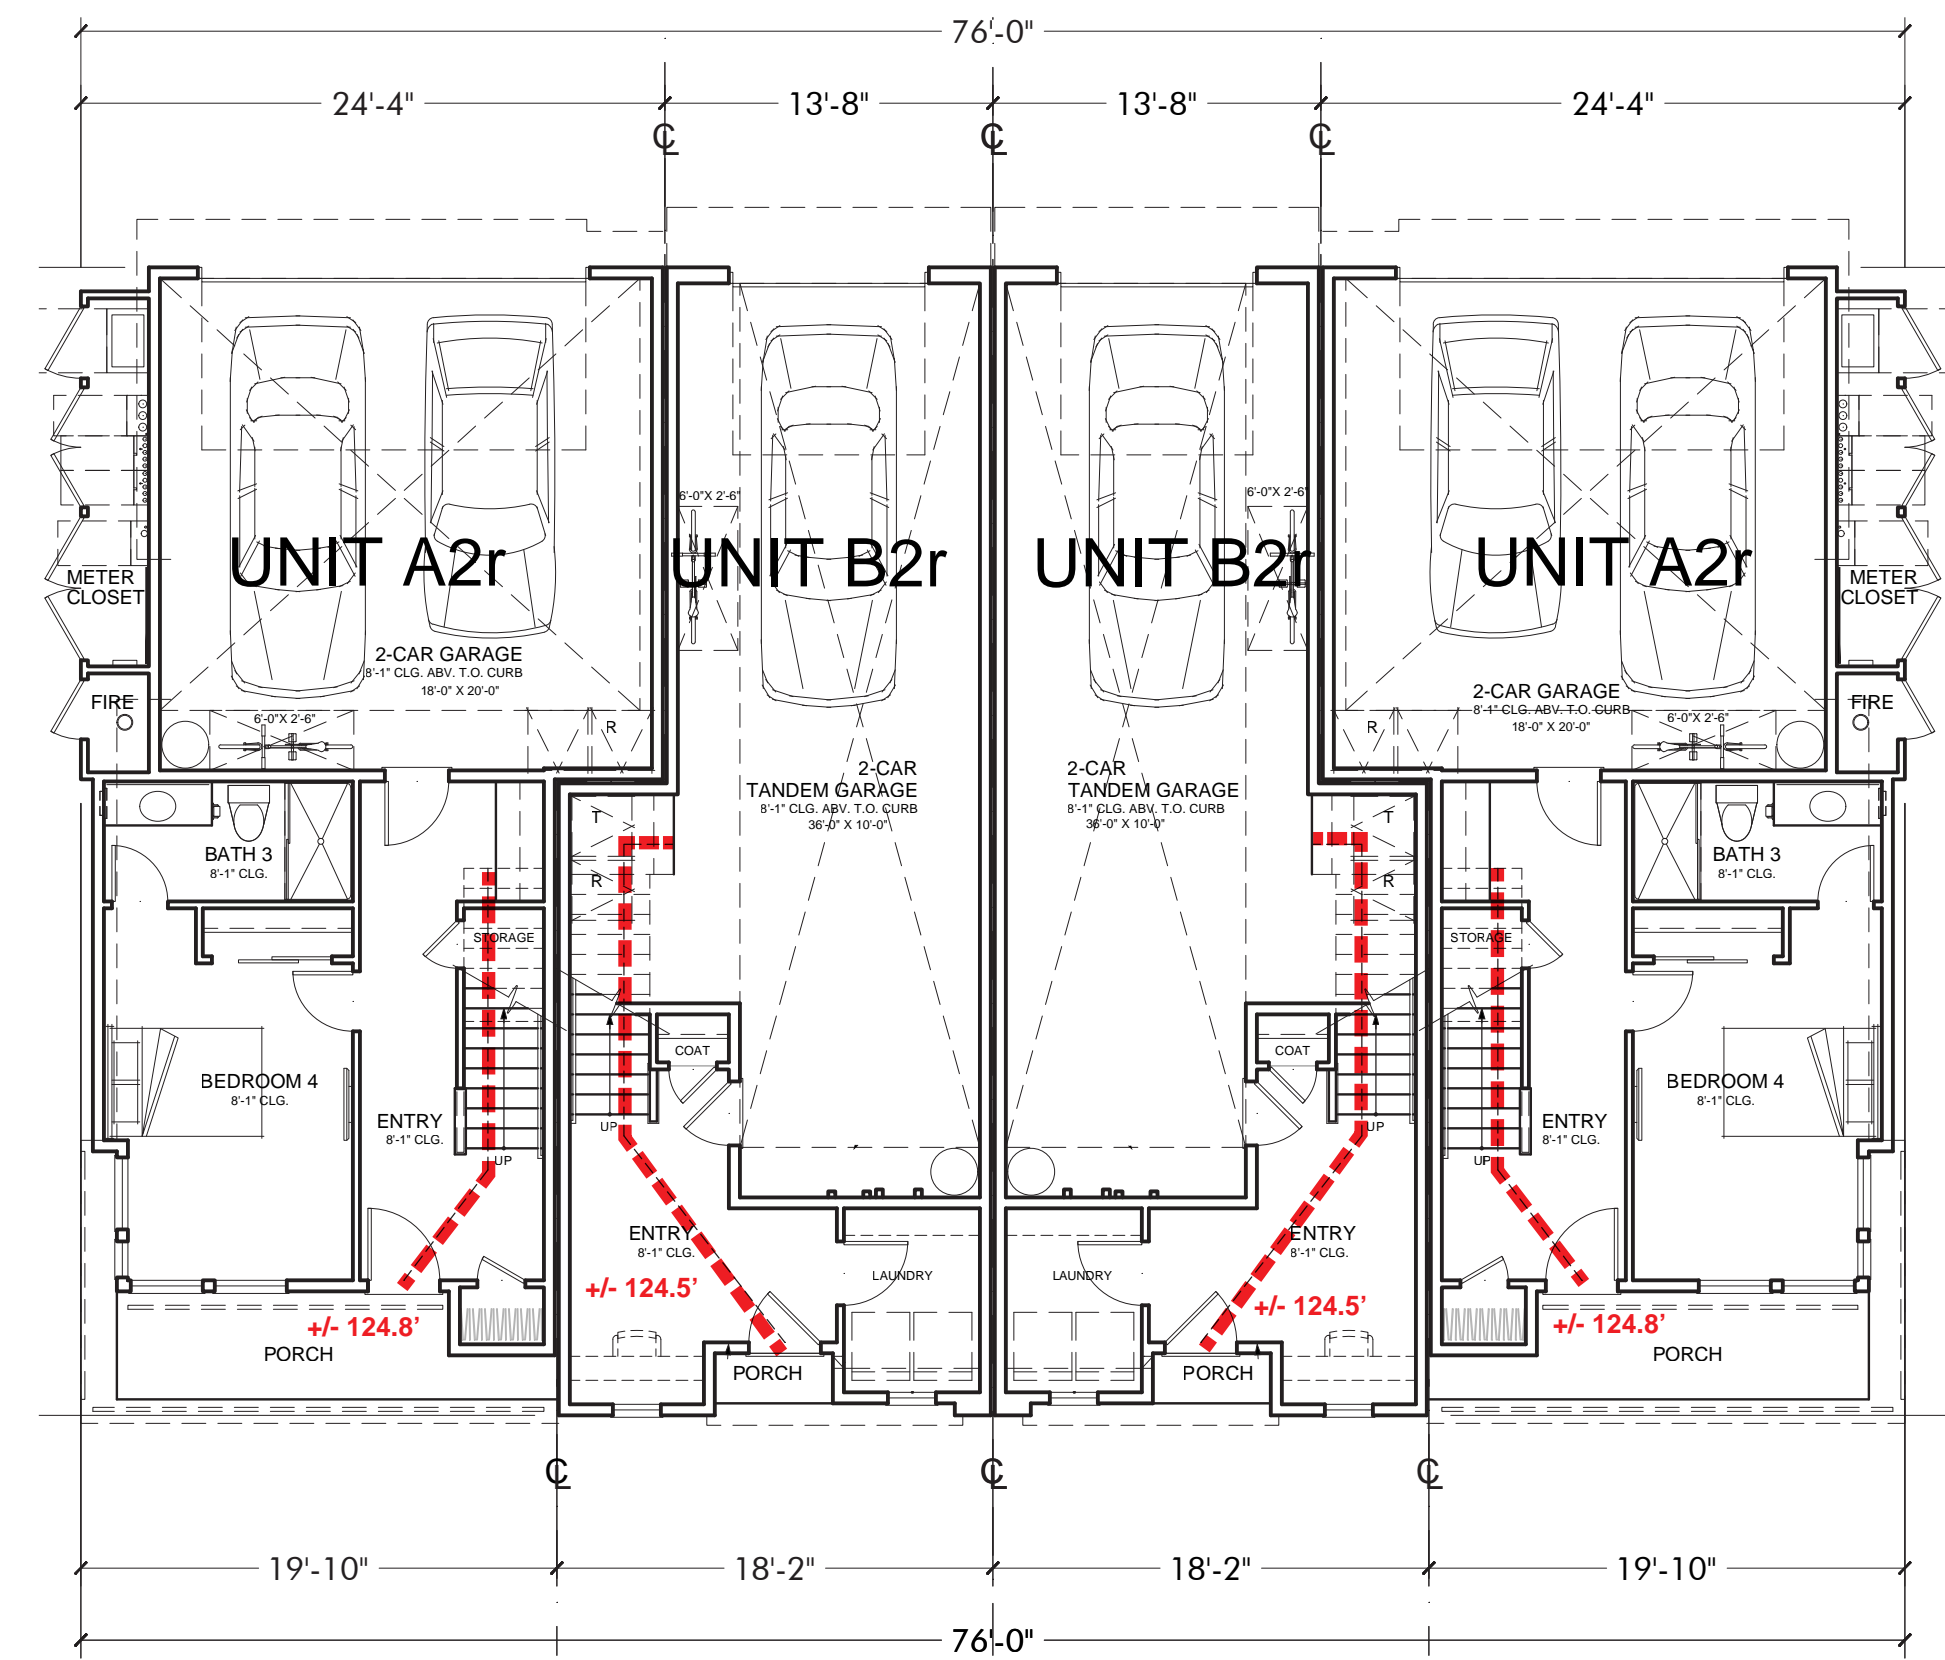 76'-0"
24'-4" 13'-8" 13'-8" 24'-4"
℄ ℄ ℄
6'-0"X 2'-6" 6'-0"X 2'-6"
UNIT A2r UNIT B2r UNIT B2r UNIT A2r
METER
CLOSET
METER
CLOSET
2-CAR GARAGE
8'-1" CLG. ABV. T.O. CURB
18'-0" X 20'-0"
2-CAR GARAGE
8'-1" CLG. ABV. T.O. CURB
18'-0" X 20'-0"
FIRE FIRE
6'-0"X 2'-6" R R 6'-0"X 2'-6"
2-CAR
TANDEM GARAGE
8'-1" CLG. ABV. T.O. CURB
36'-0" X 10'-0"
2-CAR
TANDEM GARAGE
8'-1" CLG. ABV. T.O. CURB
36'-0" X 10'-0"
T T
BATH 3
8'-1" CLG.
BATH 3
8'-1" CLG.
R R
STORAGE STORAGE
COAT COAT
BEDROOM 4
8'-1" CLG.
BEDROOM 4
8'-1" CLG.
ENTRY
8'-1" CLG.
ENTRY
8'-1" CLG.
UP UP
UP UP
ENTRY
8'-1" CLG.
ENTRY
8'-1" CLG.
LAUNDRY LAUNDRY
+/- 124.5’ +/- 124.5’
+/- 124.8’ +/- 124.8’
PORCH PORCH
PORCH PORCH
℄ ℄ ℄
19'-10" 18'-2" 18'-2" 19'-10"
76'-0"